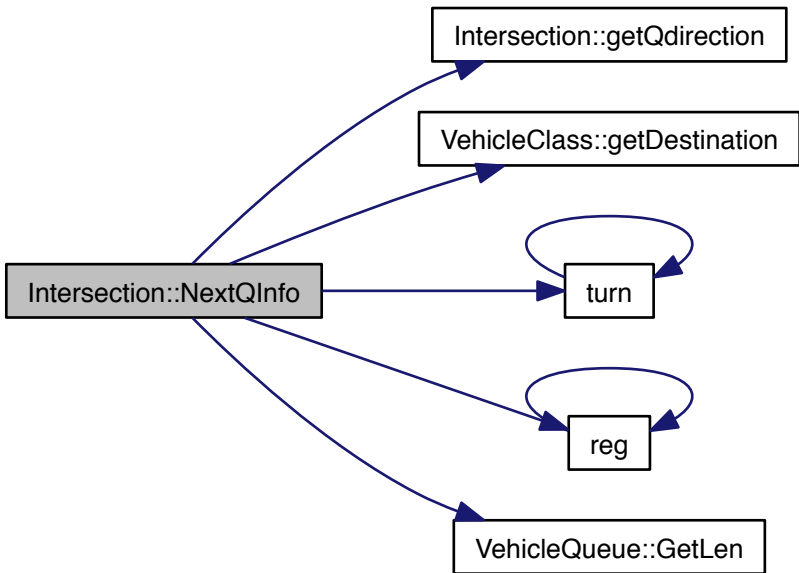 Intersection::getQdirection
VehicleClass::getDestination
Intersection::NextQInfo
turn
reg
VehicleQueue::GetLen